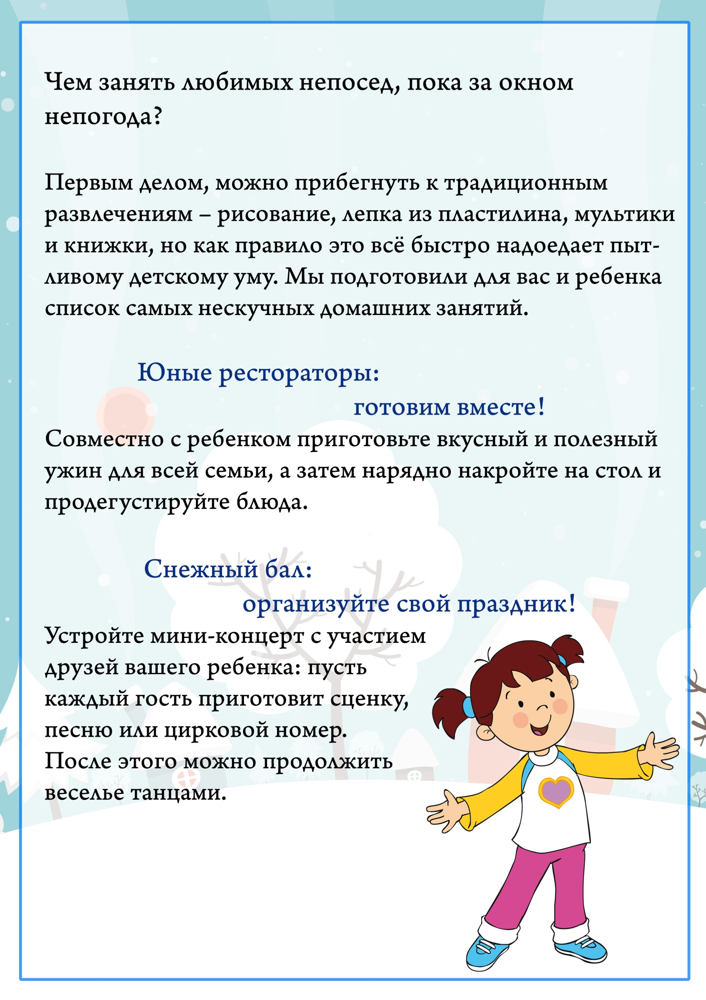 Чем занять любимых непосед, пока за окном
непогода?
Первым делом, можно прибегнуть к традиционным
развлечениям – рисование, лепка из пластилина, мультики
и книжки, но как правило это всё быстро надоедает пыт-
ливому детскому уму. Мы подготовили для вас и ребенка
список самых нескучных домашних занятий.
Юные рестораторы:
готовим вместе!
Совместно с ребенком приготовьте вкусный и полезный
ужин для всей семьи, а затем нарядно накройте на стол и
продегустируйте блюда.
Снежный бал:
организуйте свой праздник!
Устройте мини-концерт с участием
друзей вашего ребенка: пусть
каждый гость приготовит сценку,
песню или цирковой номер.
После этого можно продолжить
веселье танцами.